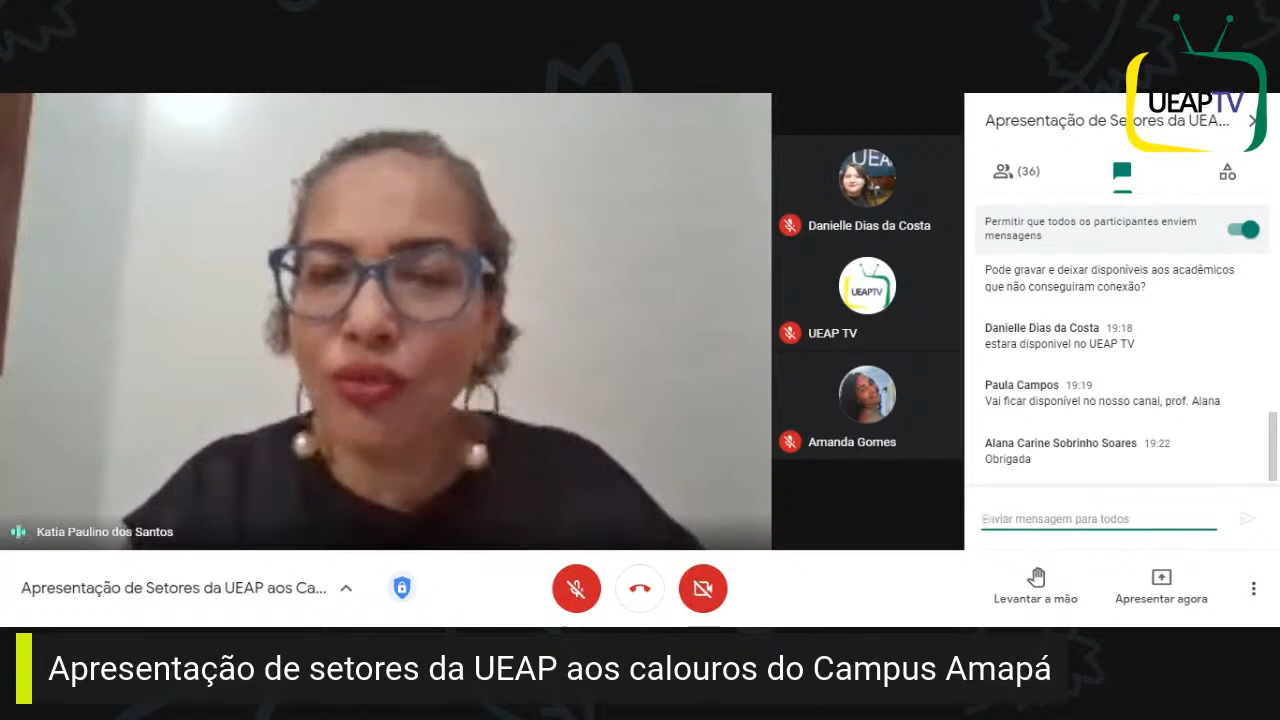 UEAPTV
Apresentação de Setores da UEA...
(36)
Permitir que todos os participantes enviem
mensagens
Pode gravar e deixar disponíveis aos acadêmicos
que não conseguiram conexão?
Danielle Dias da Costa 19:18
estara disponivel no UEAP TV
Paula Campos 19:19
Vai ficar disponível no nosso canal, prof. Alana
Alana Carine Sobrinho Soares 19:22
Obrigada
Enviar mensagem para todos
UEA
Danielle Dias da Costa
UEAPTV
UEAP TV
Amanda Gomes
Katia Paulino dos Santos
Apresentação de Setores da UEAP aos Ca...
Levantar a mão
Apresentar agora
Apresentação de setores da UEAP aos calouros do Campus Amapá